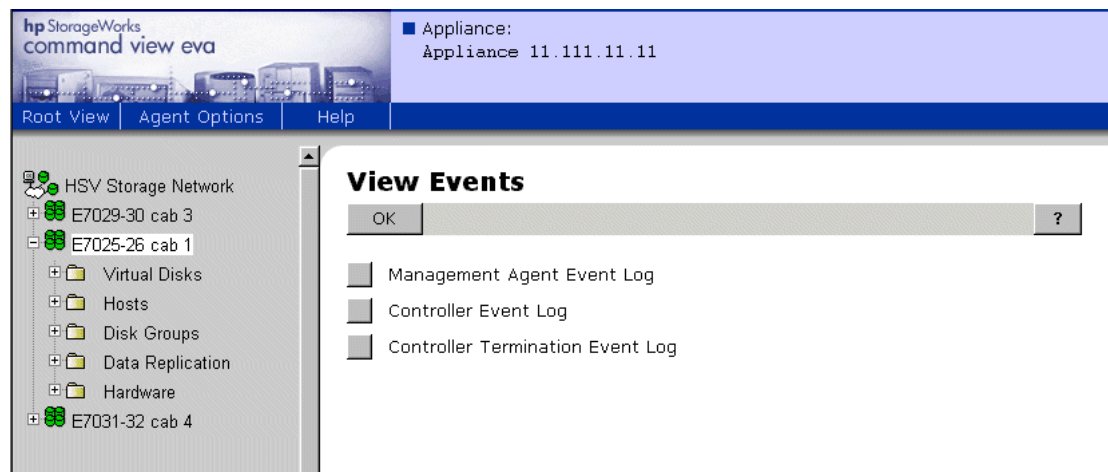 hp StorageWorks
command view eva
Appliance:
Appliance 11.111.11.11
Root View
Agent Options
Help
HSV Storage Network
E7029-30 cab 3
E7025-26 cab 1
Virtual Disks
Hosts
Disk Groups
Data Replication
Hardware
E7031-32 cab 4
View Events
OK
?
Management Agent Event Log
Controller Event Log
Controller Termination Event Log